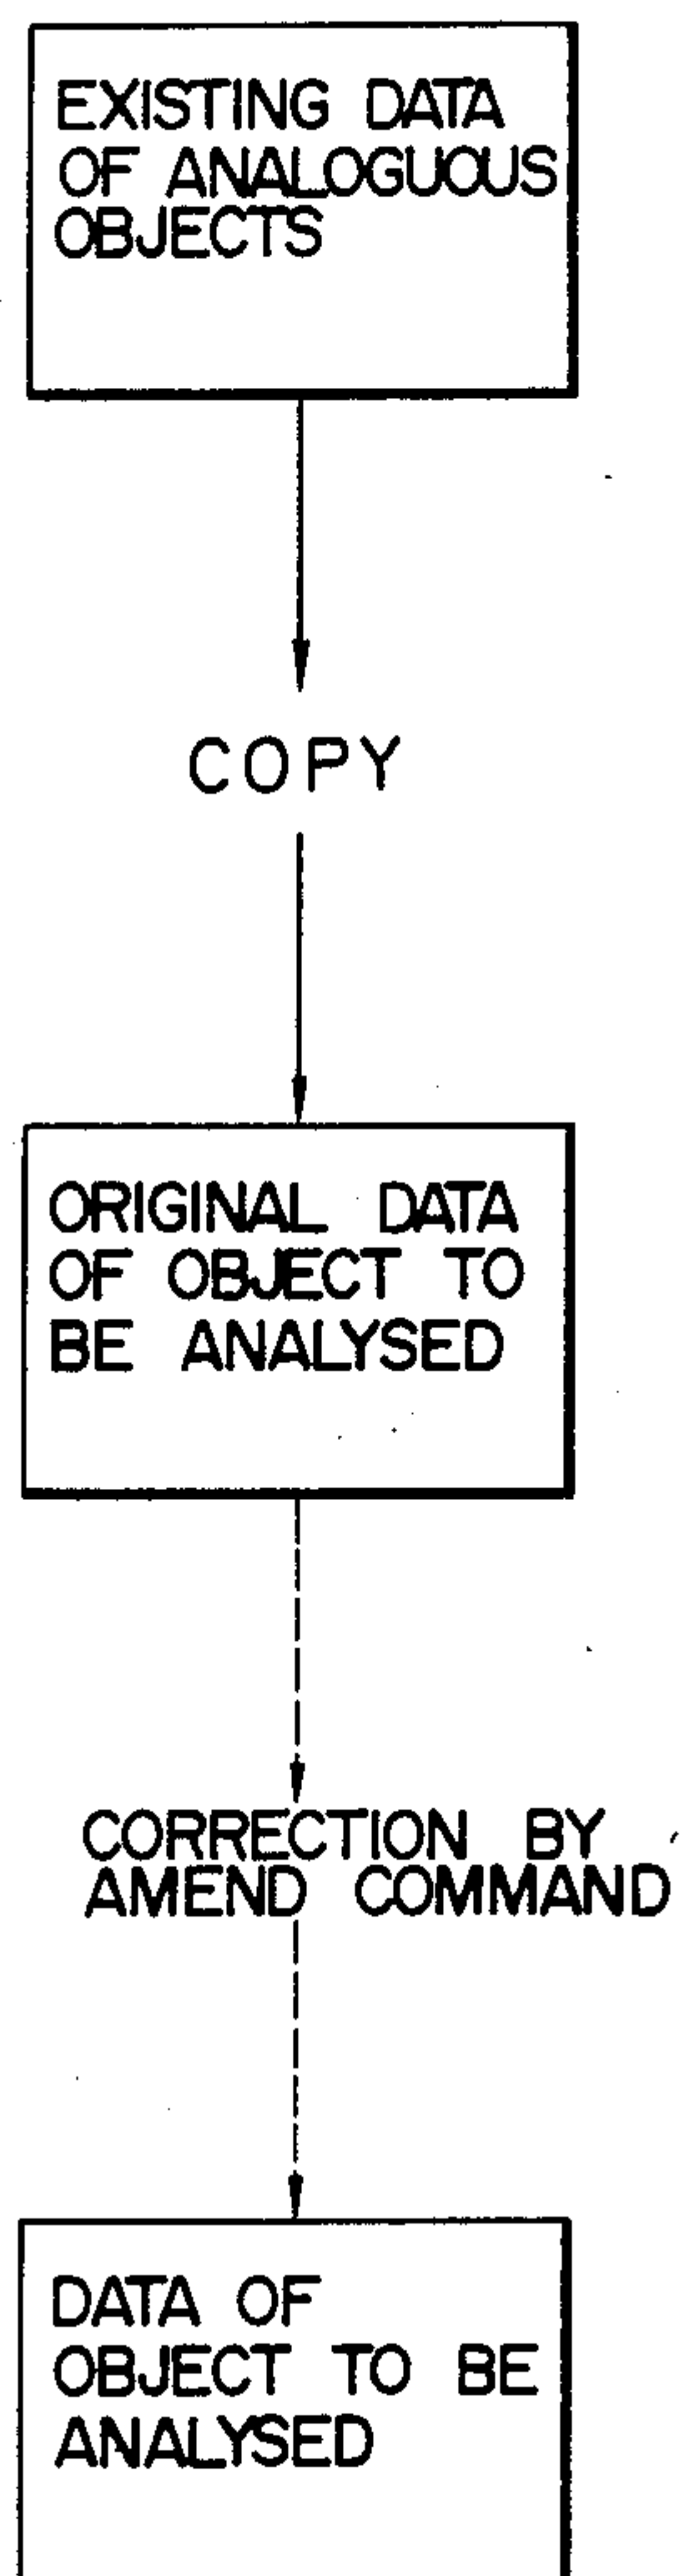 EXISTING DATA
OF ANALOGUOUS
OBJECTS
COPY
ORIGINAL DATA
OF OBJECT TO
BE ANALYSED
CORRECTION BY
AMEND COMMAND
DATA OF
OBJECT TO BE
ANALYSED